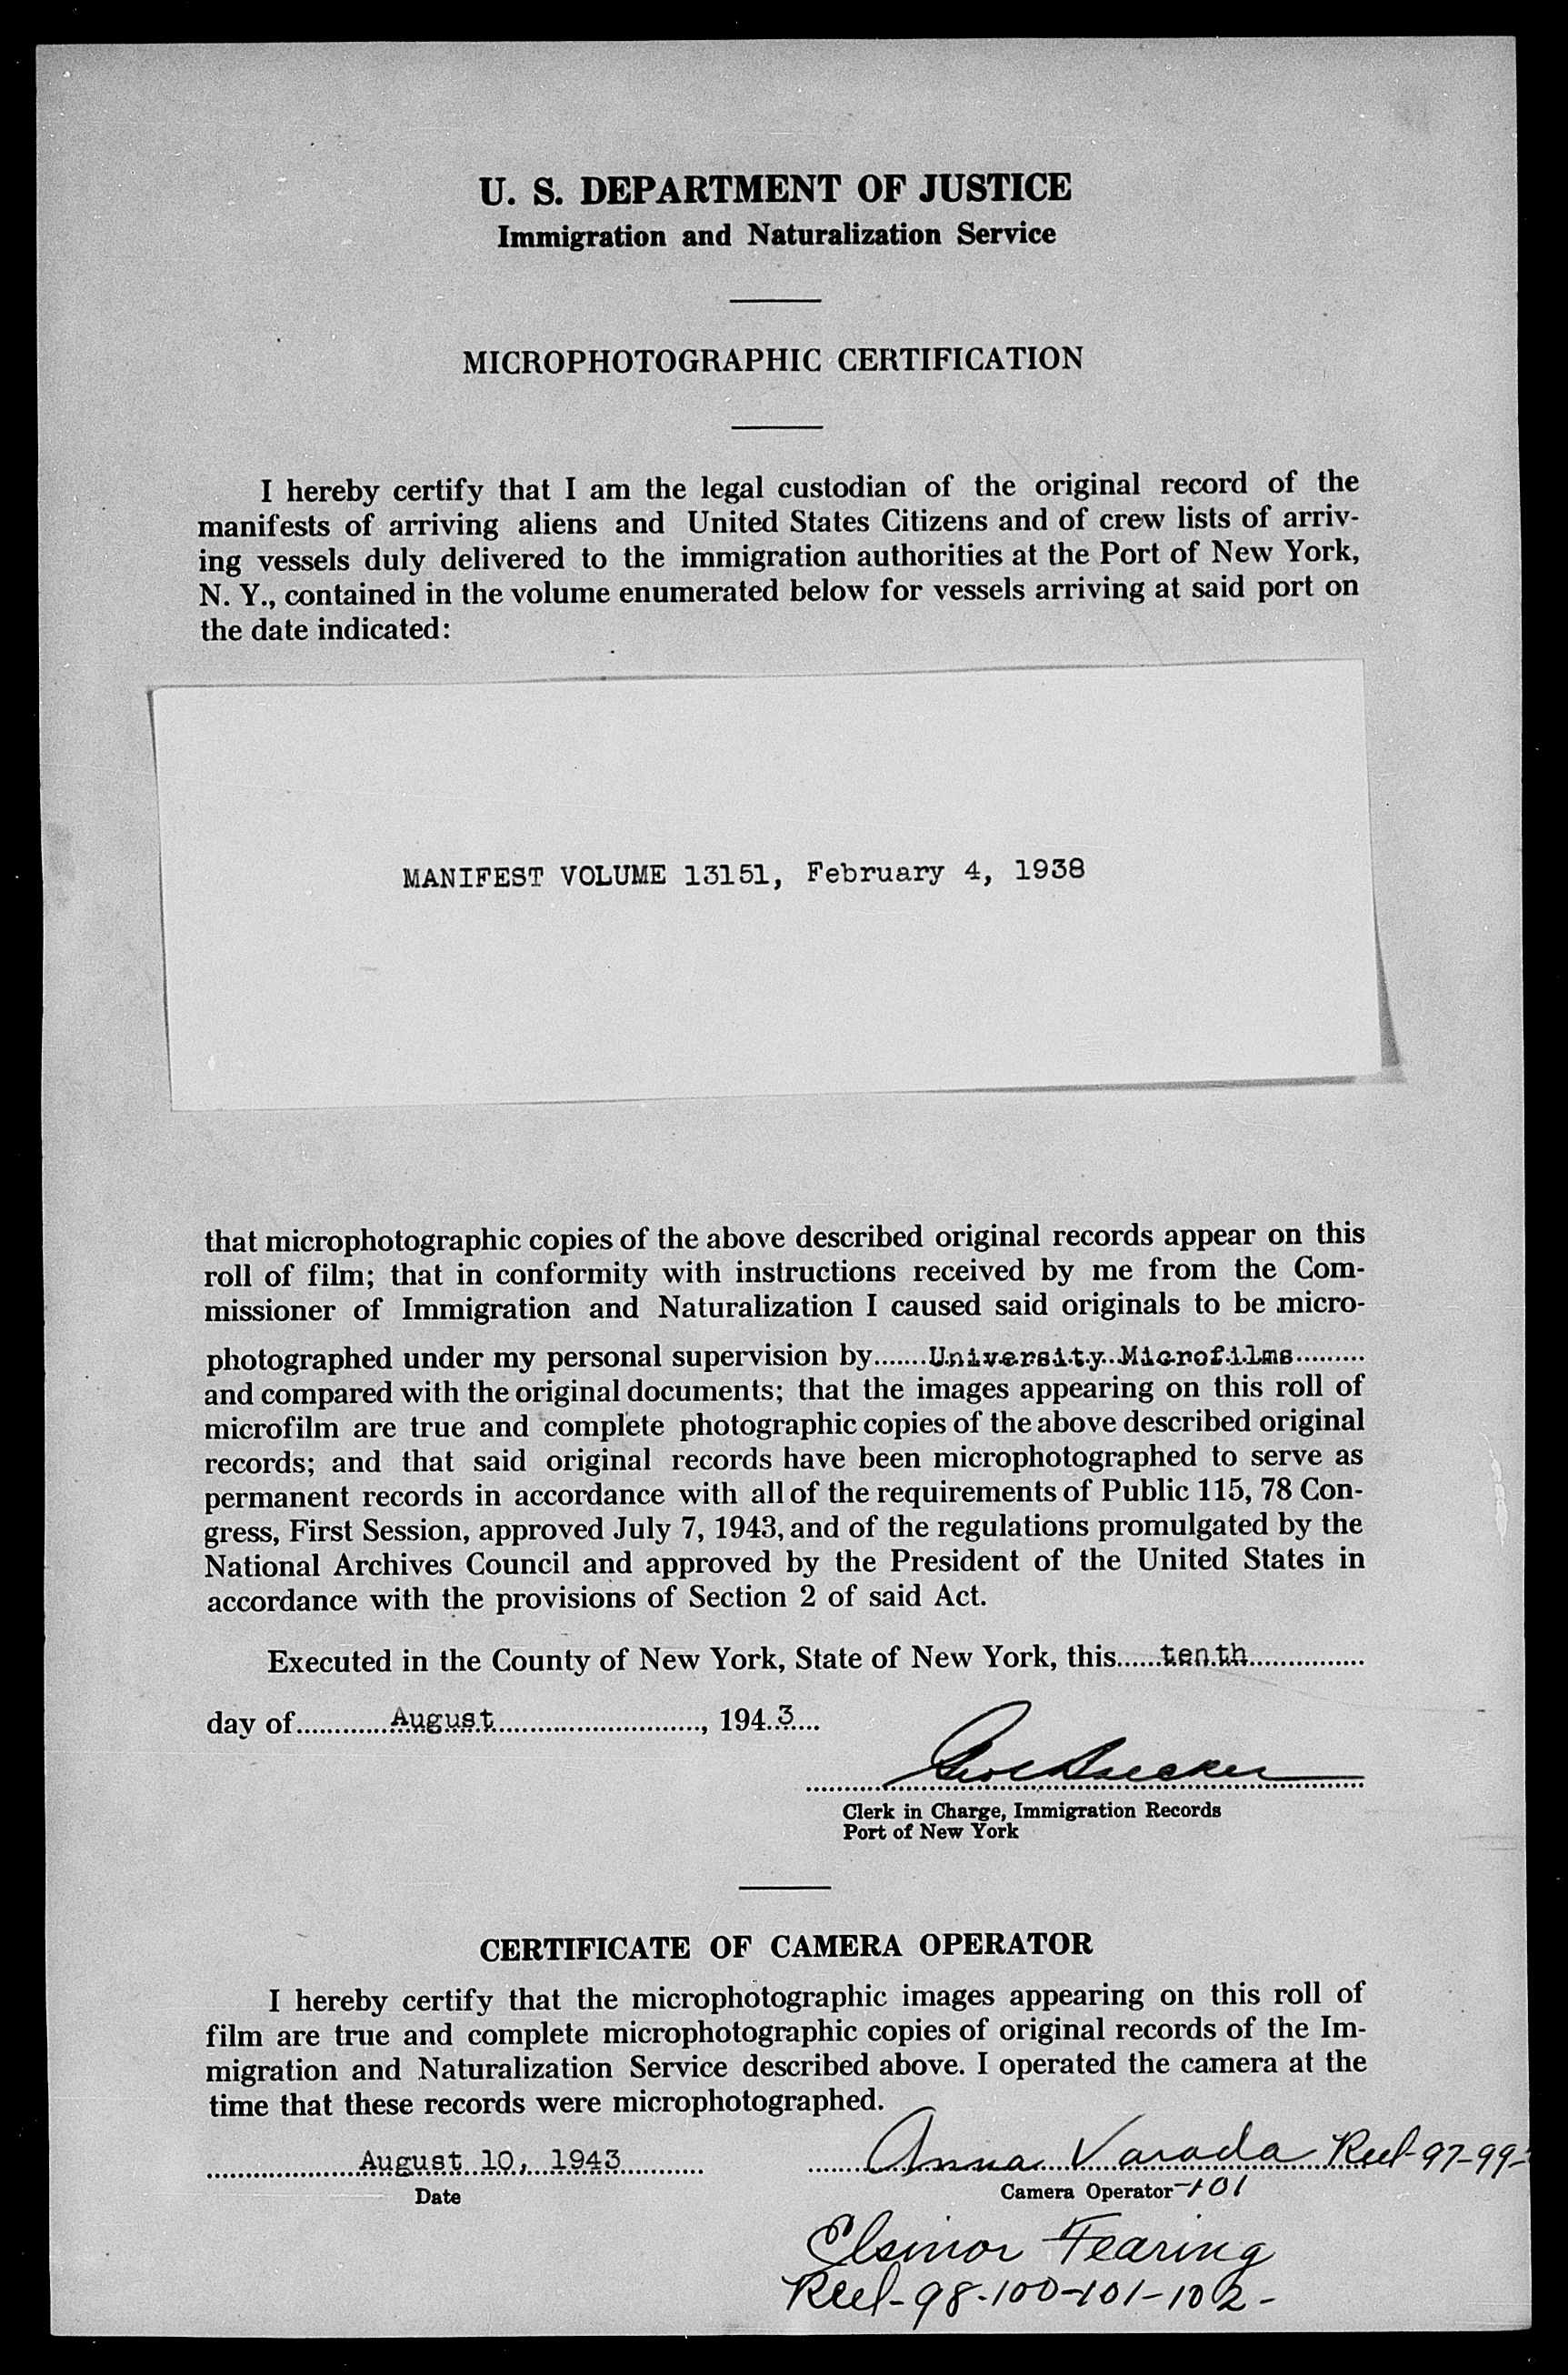 U. S. DEPARTMENT OF JUSTICE
Immigration and Naturalization Service
MICROPHOTOGRAPHIC CERTIFICATION
I hereby certify that I am the legal custodian of the original record of the
manifests of arriving aliens and United States Citizens and of crew lists of arriv-
ing vessels duly delivered to the immigration authorities at the Port of New York,
N. Y., contained in the volume enumerated below for vessels arriving at said port on
the date indicated:
MANIFEST VOLUME 13151, February 4, 1938
that microphotographic copies of the above described original records appear on this
roll of film; that in conformity with instructions received by me from the Com-
missioner of Immigration and Naturalization I caused said originals to be micro-
photographed under my personal supervision by.......University Microfilms.........
and compared with the original documents; that the images appearing on this roll of
microfilm are true and complete photographic copies of the above described original
records; and that said original records have been microphotographed to serve as
permanent records in accordance with all of the requirements of Public 115, 78 Con-
gress, First Session, approved July 7, 1943, and of the regulations promulgated by the
National Archives Council and approved by the President of the United States in
accordance with the provisions of Section 2 of said Act.
Executed in the County of New York, State of New York, this......tenth................
day of.............August..........................., 194..3....
Clerk in Charge, Immigration Records
Port of New York
CERTIFICATE OF CAMERA OPERATOR
I hereby certify that the microphotographic images appearing on this roll of
film are true and complete microphotographic copies of original records of the Im-
migration and Naturalization Service described above. I operated the camera at the
time that these records were microphotographed.
August 10, 1943 Anna Varada Reel-97-99-
Date Camera Operator -101
Elsinor Fearing
Reel-98-100-101-102-